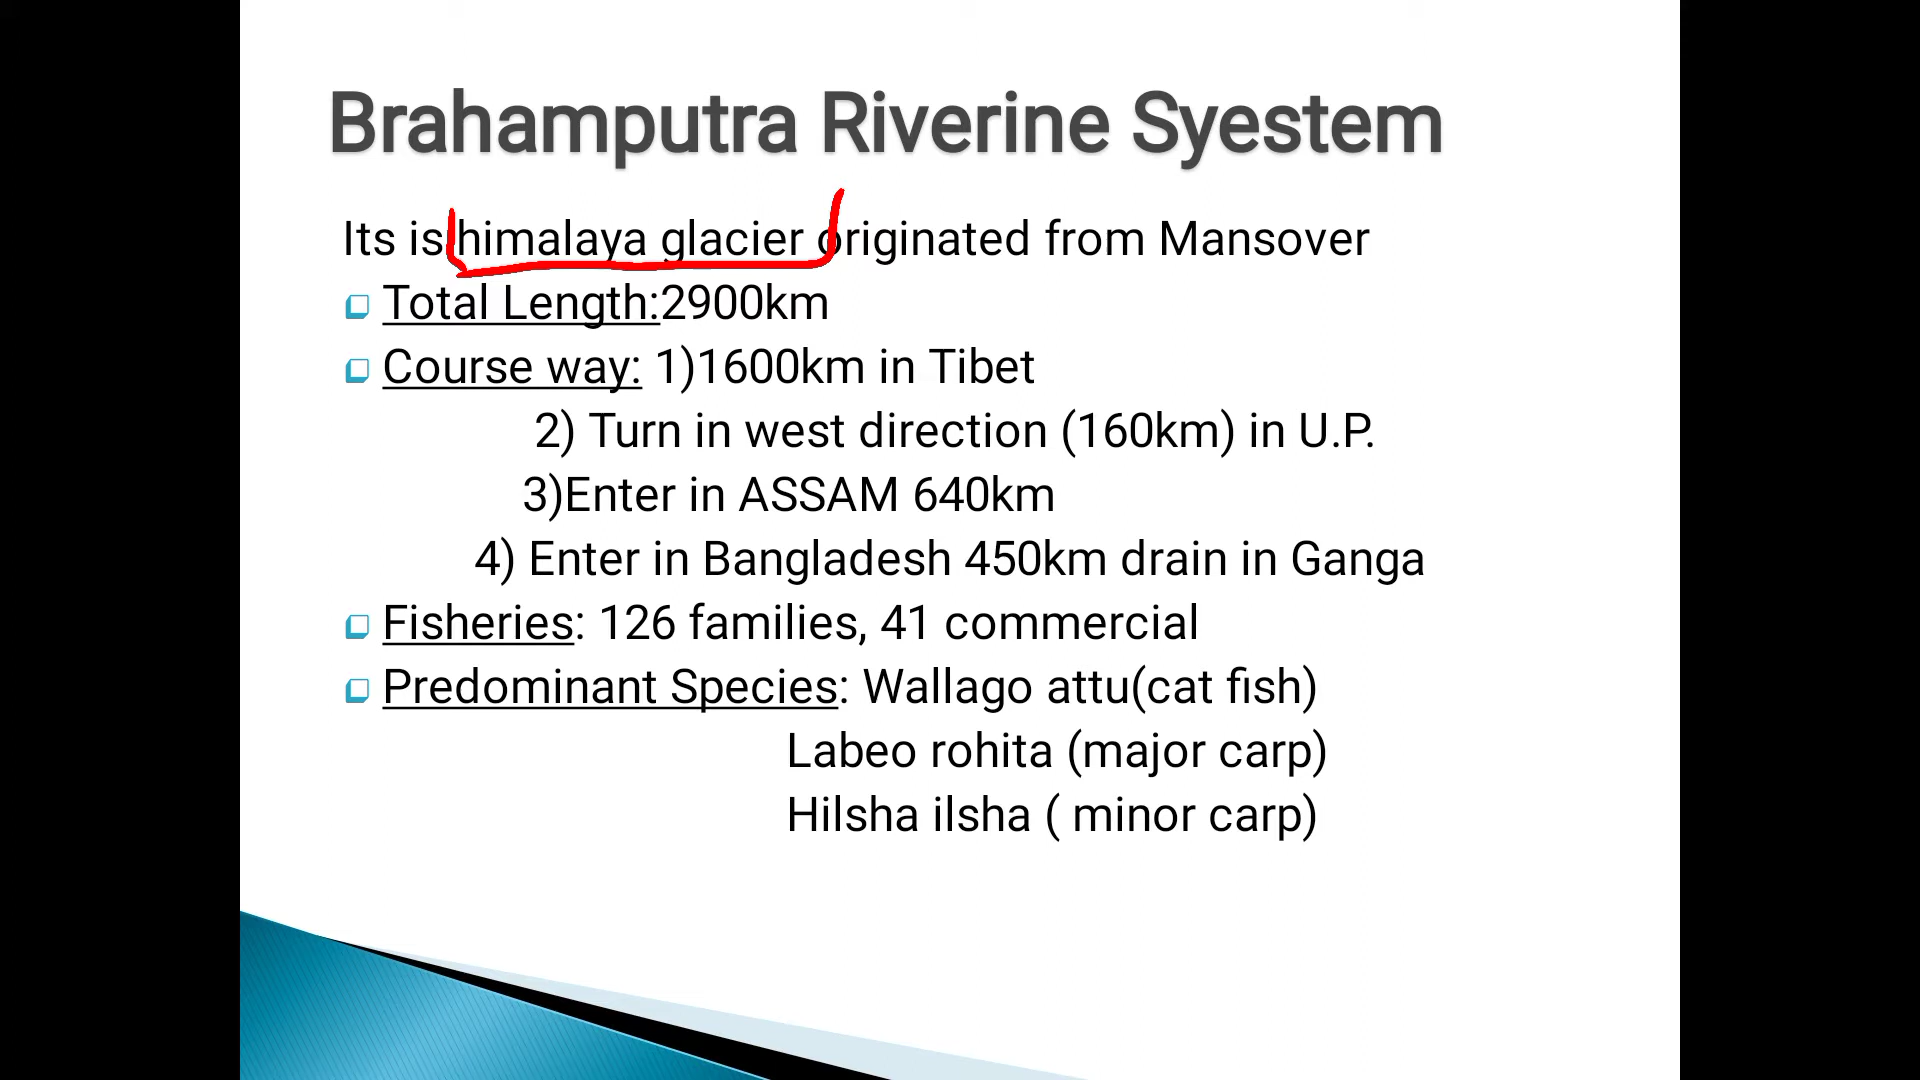 Brahamputra Riverine Syestem
Its is himalaya glacier originated from Mansover
Total Length:2900km
Course way: 1)1600km in Tibet
2) Turn in west direction (160km) in U.P.
3)Enter in ASSAM 640km
4) Enter in Bangladesh 450km drain in Ganga
Fisheries: 126 families, 41 commercial
Predominant Species: Wallago attu(cat fish)
Labeo rohita (major carp)
Hilsha ilsha ( minor carp)